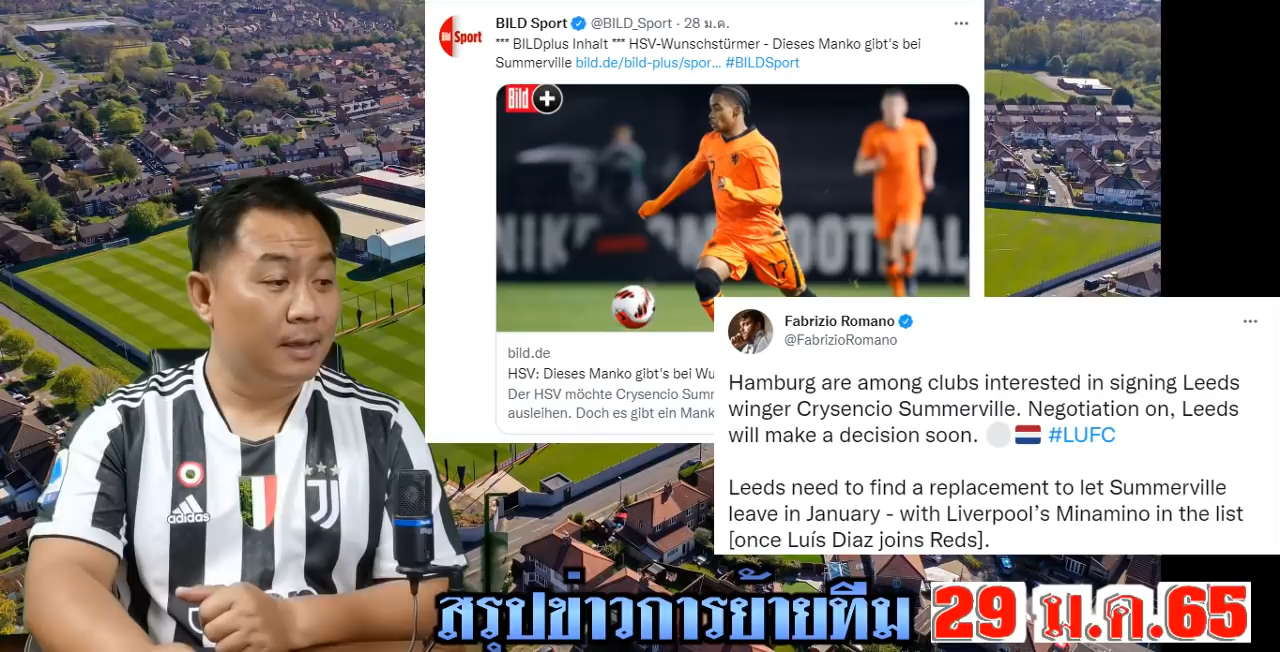 BILD Sport @BILD_Sport · 28 ม.ค.
*** BILDplus Inhalt *** HSV-Wunschstürmer - Dieses Manko gibt's bei
Summerville bild.de/bild-plus/spor... #BILDSport
Bild Sport
Bild +
17
bild.de
HSV: Dieses Manko gibt's bei Wu
Der HSV möchte Crysencio Summ
ausleihen. Doch es gibt ein Mank
Fabrizio Romano
@FabrizioRomano
Hamburg are among clubs interested in signing Leeds
winger Crysencio Summerville. Negotiation on, Leeds
will make a decision soon. #LUFC
Leeds need to find a replacement to let Summerville
leave in January - with Liverpool’s Minamino in the list
[once Luís Diaz joins Reds].
adidas
สรุปข่าวการย้ายทีม 29 ม.ค.65